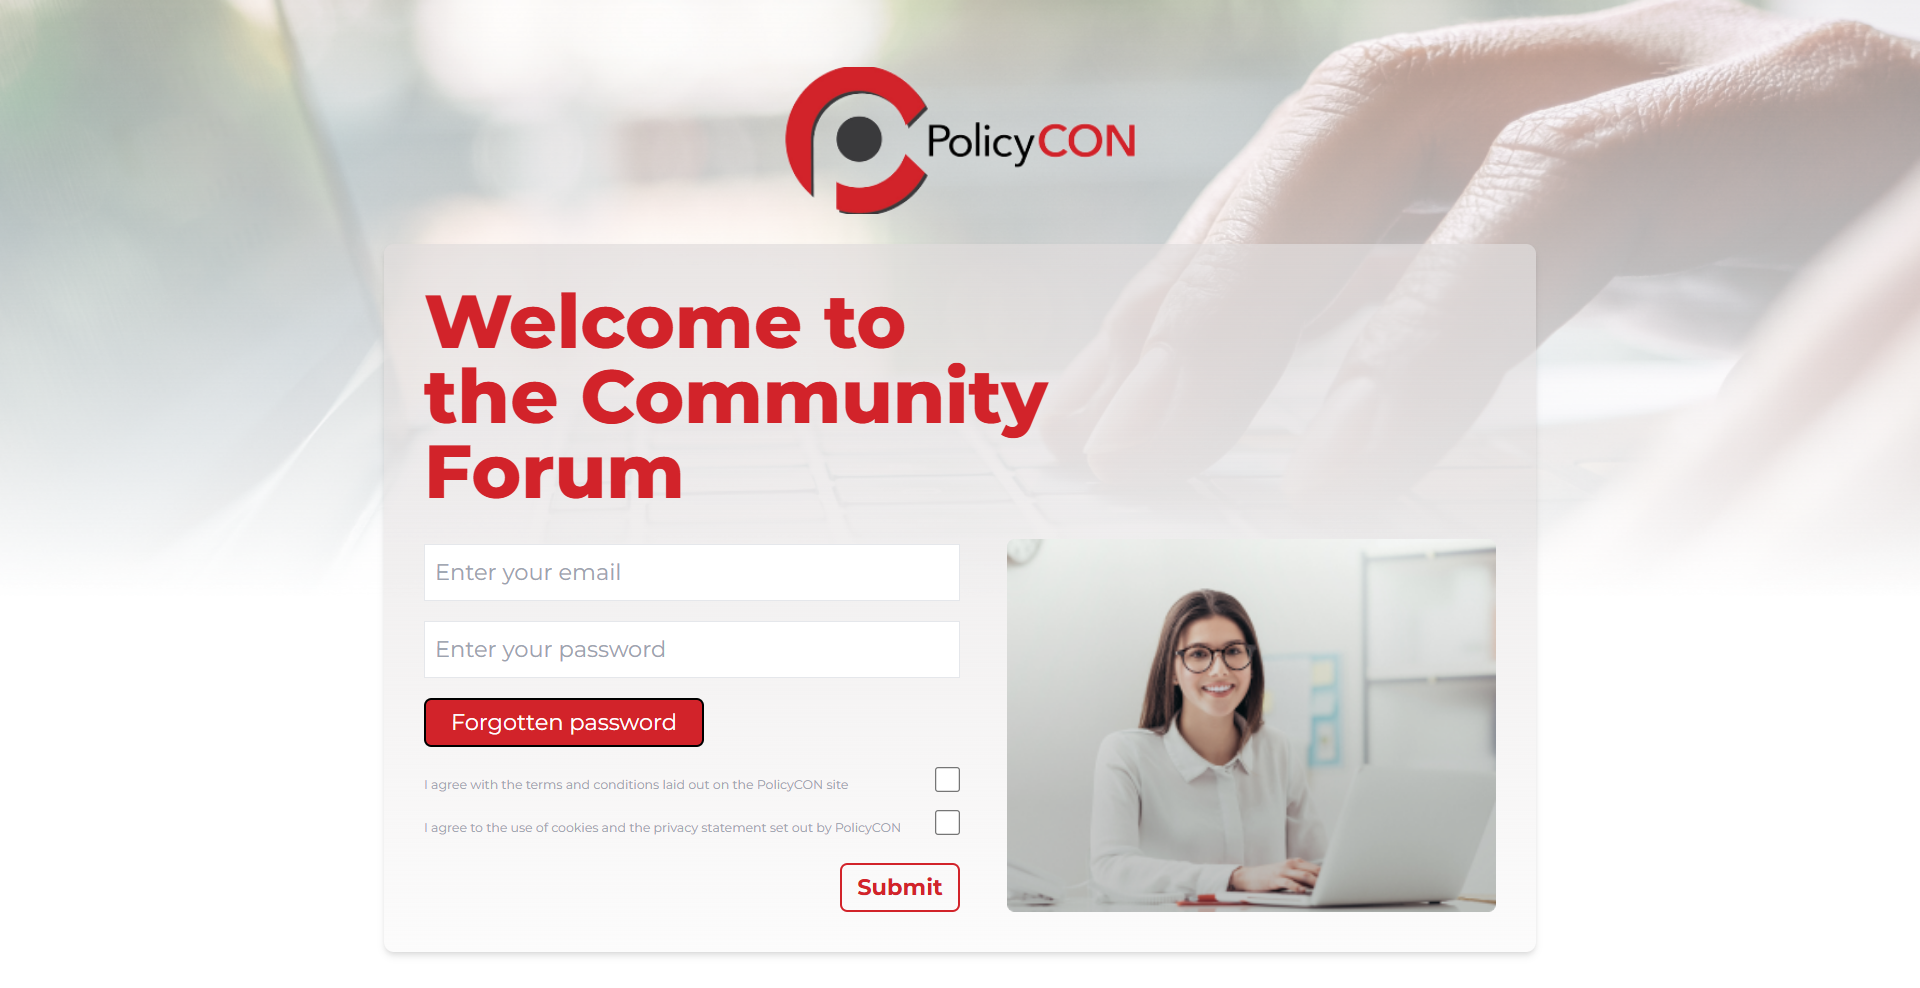 PolicyCON
Welcome to
the Community
Forum
Enter your email
Enter your password
Forgotten password
I agree with the terms and conditions laid out on the PolicyCON site
I agree to the use of cookies and the privacy statement set out by PolicyCON
Submit